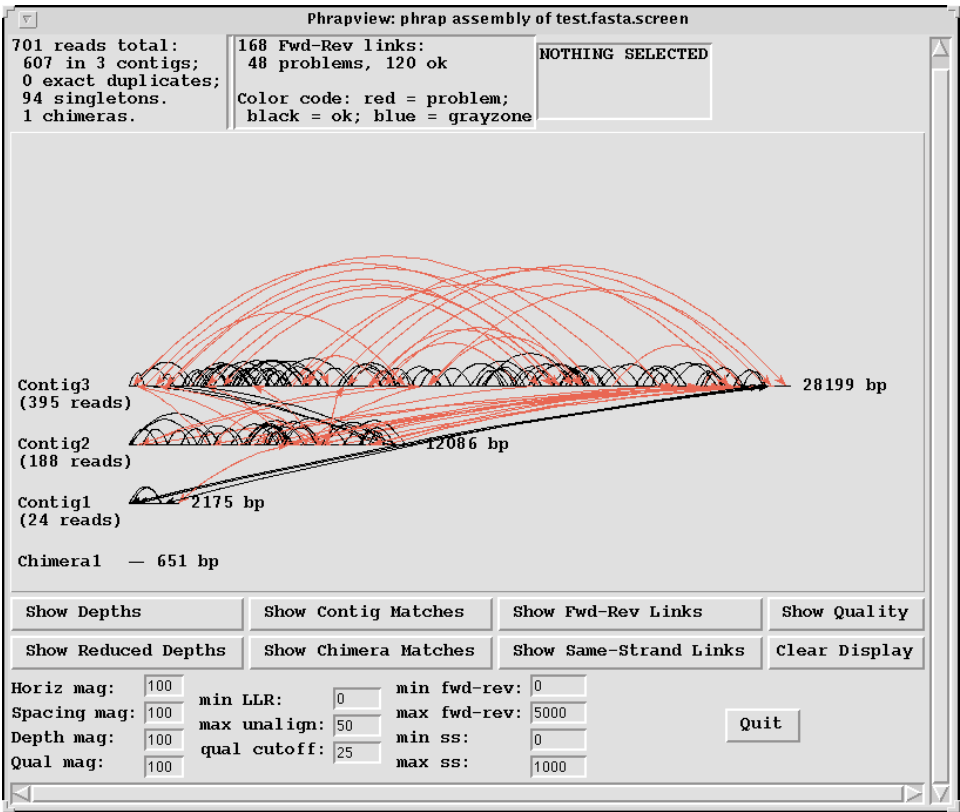 Phrapview: phrap assembly of test.fasta.screen
701 reads total:
607 in 3 contigs;
0 exact duplicates;
94 singletons.
1 chimeras.
168 Fwd-Rev links:
48 problems, 120 ok
Color code: red = problem;
black = ok; blue = grayzone
NOTHING SELECTED
Contig3
(395 reads)
28199 bp
Contig2
(188 reads)
12086 bp
Contig1
(24 reads)
2175 bp
Chimera1 — 651 bp
Show Depths
Show Contig Matches
Show Fwd-Rev Links
Show Quality
Show Reduced Depths
Show Chimera Matches
Show Same-Strand Links
Clear Display
Horiz mag: 100
Spacing mag: 100
Depth mag: 100
Qual mag: 100
min LLR: 0
max unalign: 50
qual cutoff: 25
min fwd-rev: 0
max fwd-rev: 5000
min ss: 0
max ss: 1000
Quit